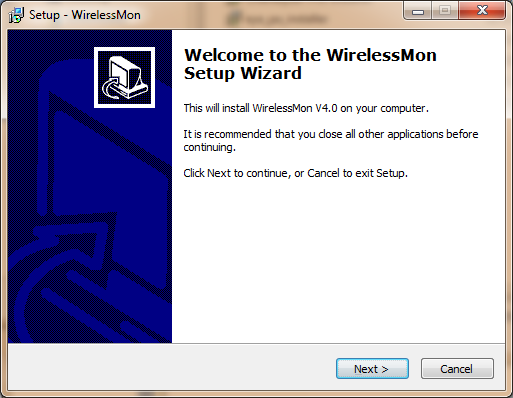 Setup - WirelessMon
Welcome to the WirelessMon
Setup Wizard
This will install WirelessMon V4.0 on your computer.
It is recommended that you close all other applications before
continuing.
Click Next to continue, or Cancel to exit Setup.
Next >
Cancel